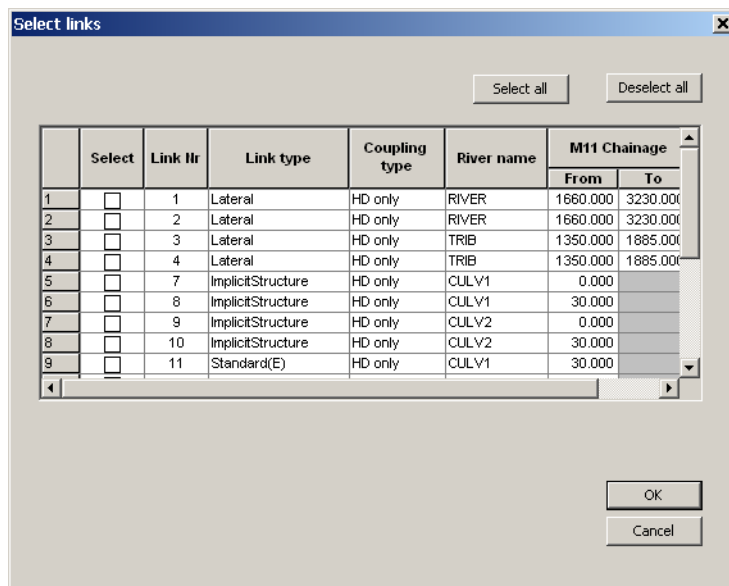 Select links
Select all Deselect all
Select Link Nr Link type Coupling type River name M11 Chainage
From To
1 1 Lateral HD only RIVER 1660.000 3230.000
2 2 Lateral HD only RIVER 1660.000 3230.000
3 3 Lateral HD only TRIB 1350.000 1885.000
4 4 Lateral HD only TRIB 1350.000 1885.000
5 7 ImplicitStructure HD only CULV1 0.000
6 8 ImplicitStructure HD only CULV1 30.000
7 9 ImplicitStructure HD only CULV2 0.000
8 10 ImplicitStructure HD only CULV2 30.000
9 11 Standard(E) HD only CULV1 30.000
OK
Cancel